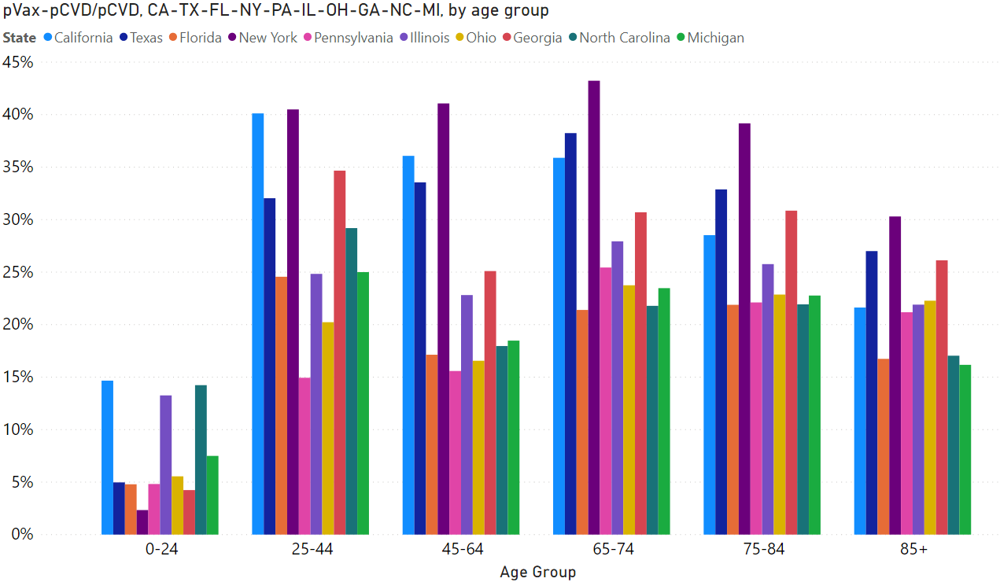 pVax-pCVD/pCVD, CA-TX-FL-NY-PA-IL-OH-GA-NC-MI, by age group
State California Texas Florida New York Pennsylvania Illinois Ohio Georgia North Carolina Michigan
45%
40%
35%
30%
25%
20%
15%
10%
5%
0%
0-24 25-44 45-64 65-74 75-84 85+
Age Group